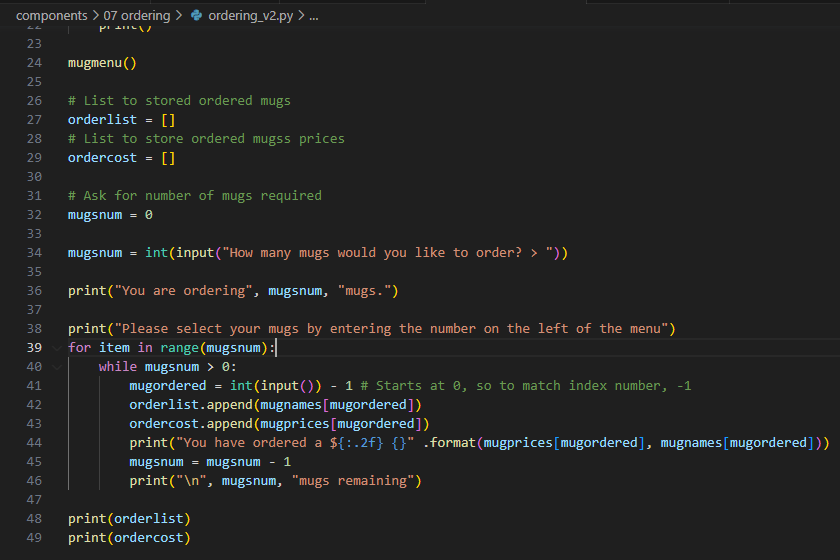 components > 07 ordering > ordering_v2.py > ...
22 print()
23
24 mugmenu()
25
26 # List to stored ordered mugs
27 orderlist = []
28 # List to store ordered mugss prices
29 ordercost = []
30
31 # Ask for number of mugs required
32 mugsnum = 0
33
34 mugsnum = int(input("How many mugs would you like to order? > "))
35
36 print("You are ordering", mugsnum, "mugs.")
37
38 print("Please select your mugs by entering the number on the left of the menu")
39 for item in range(mugsnum):
40     while mugsnum > 0:
41         mugordered = int(input()) - 1 # Starts at 0, so to match index number, -1
42         orderlist.append(mugnames[mugordered])
43         ordercost.append(mugprices[mugordered])
44         print("You have ordered a ${:.2f} {}" .format(mugprices[mugordered], mugnames[mugordered]))
45         mugsnum = mugsnum - 1
46         print("\n", mugsnum, "mugs remaining")
47
48 print(orderlist)
49 print(ordercost)